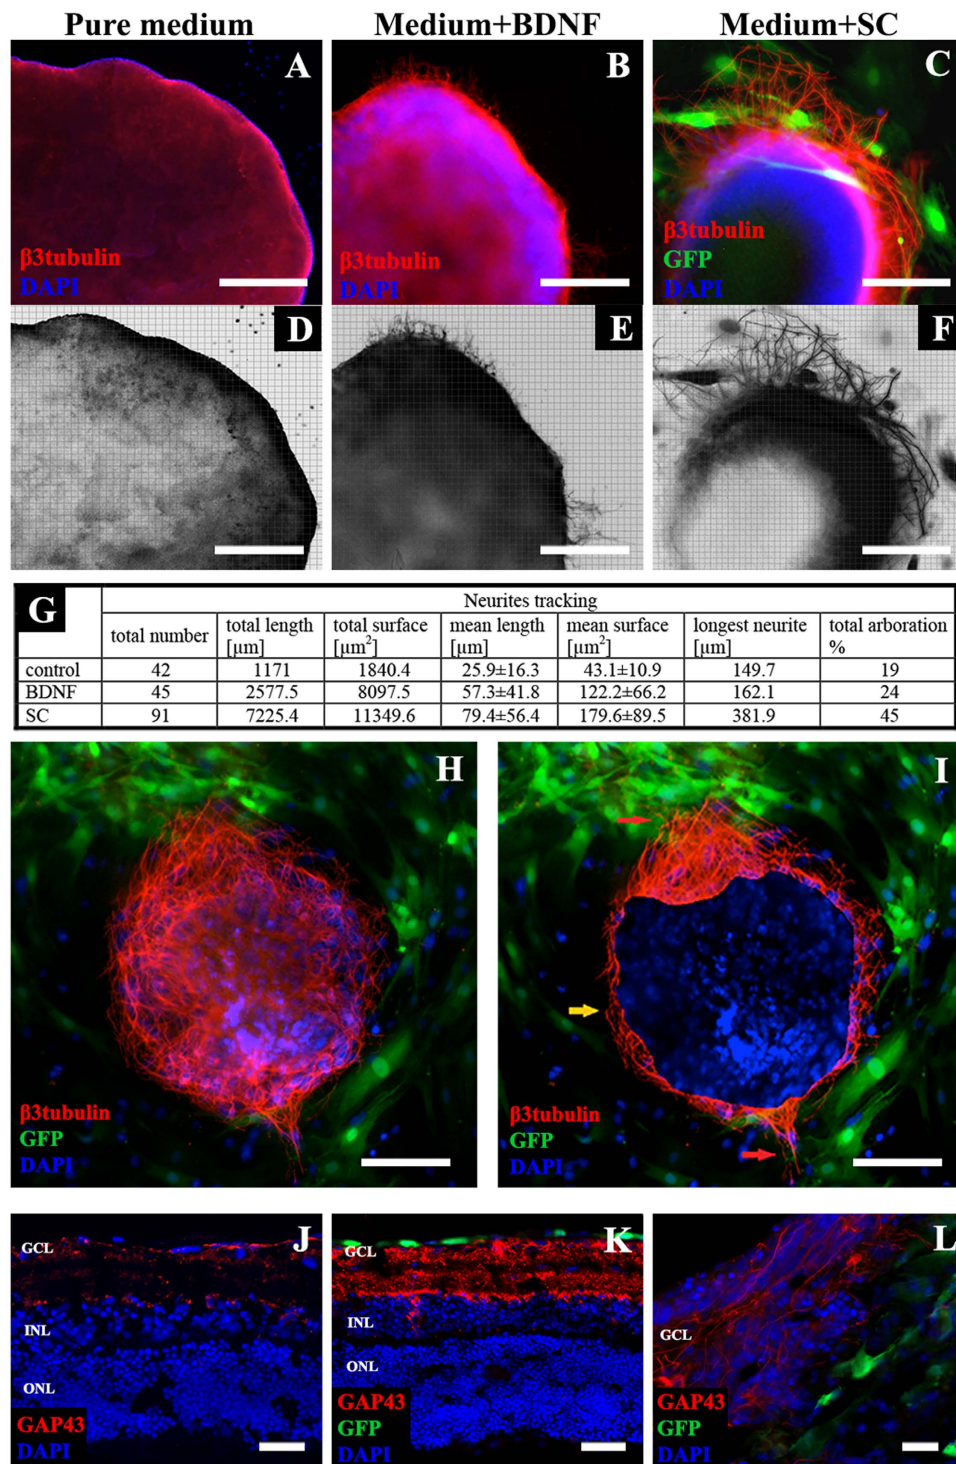 Pure medium
Medium+BDNF
Medium+SC
A
β3tubulin
DAPI
B
β3tubulin
DAPI
C
β3tubulin
GFP
DAPI
D
E
F
G
Neurites tracking
total number total length [µm] total surface [µm²] mean length [µm] mean surface [µm²] longest neurite [µm] total arboration %
control 42 1171 1840.4 25.9±16.3 43.1±10.9 149.7 19
BDNF 45 2577.5 8097.5 57.3±41.8 122.2±66.2 162.1 24
SC 91 7225.4 11349.6 79.4±56.4 179.6±89.5 381.9 45
H
β3tubulin
GFP
DAPI
I
β3tubulin
GFP
DAPI
J
GCL
INL
ONL
GAP43
DAPI
K
GCL
INL
ONL
GAP43
GFP
DAPI
L
GCL
GAP43
GFP
DAPI